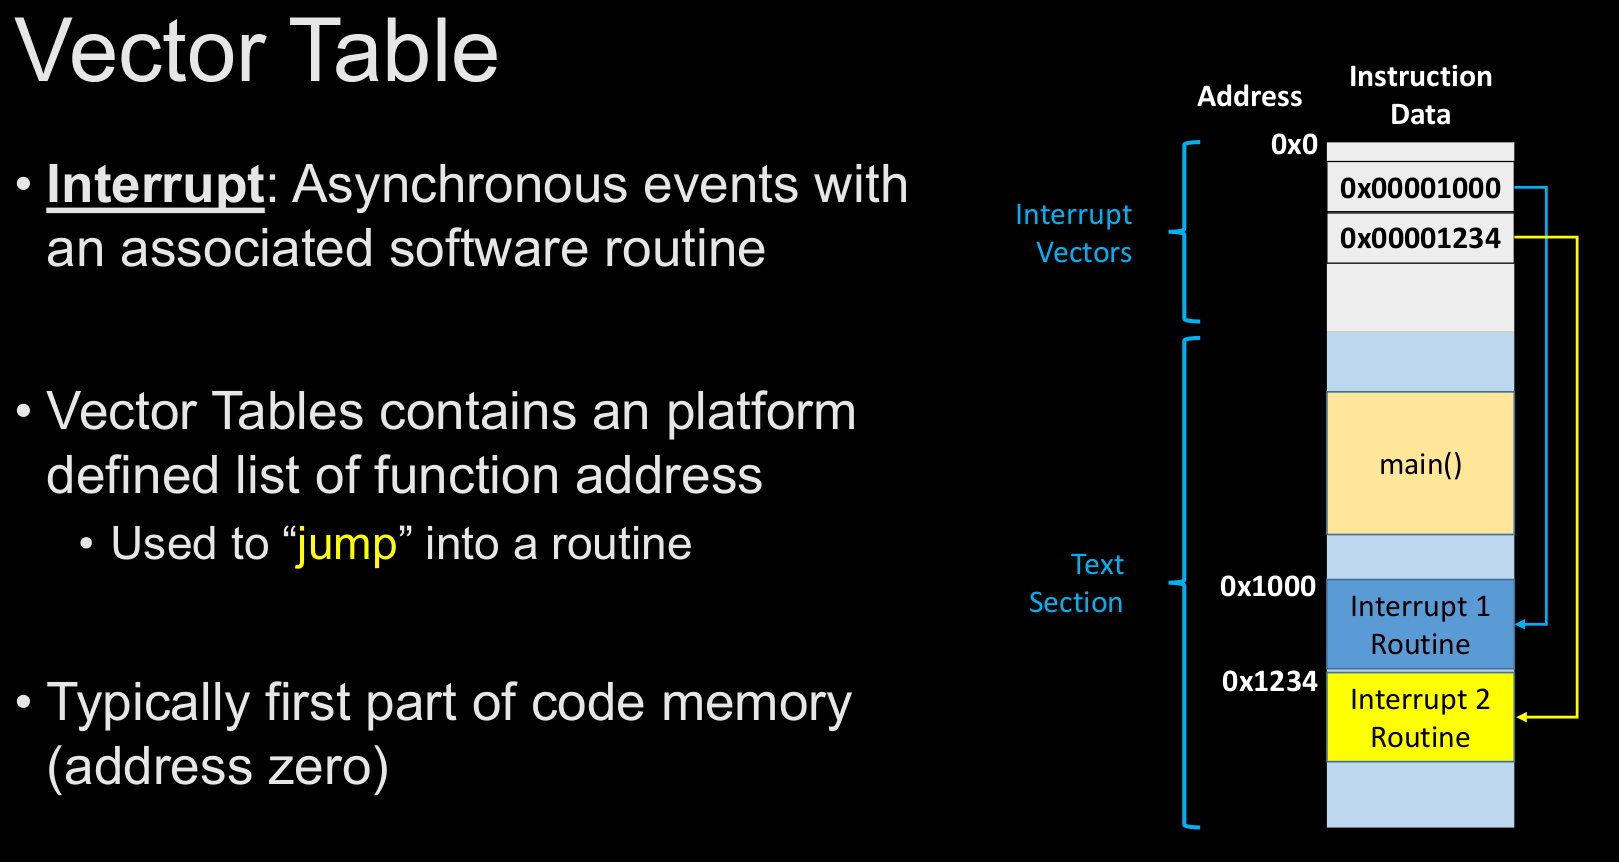 Vector Table
• Interrupt: Asynchronous events with
an associated software routine
• Vector Tables contains an platform
defined list of function address
• Used to “jump” into a routine
• Typically first part of code memory
(address zero)
Address
Instruction
Data
0x0
0x00001000
0x00001234
Interrupt
Vectors
main()
Text
Section
0x1000
Interrupt 1
Routine
0x1234
Interrupt 2
Routine